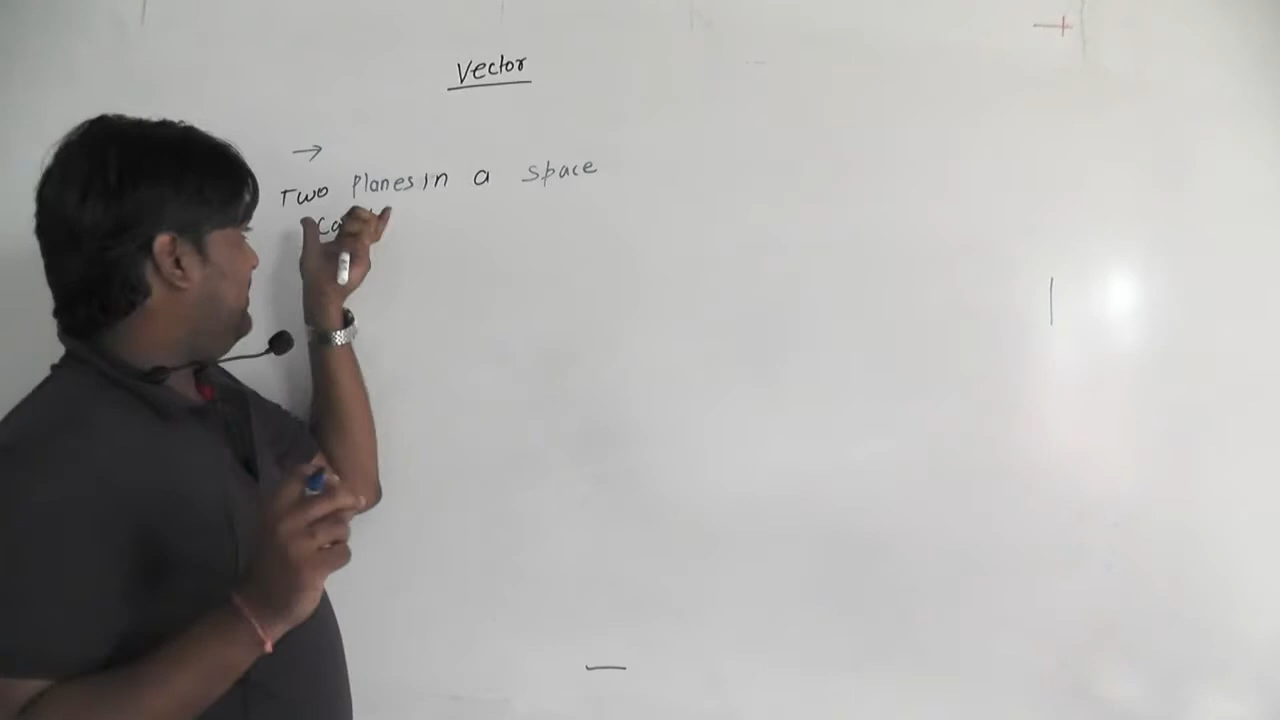 Vector
→
Two Planes in a space